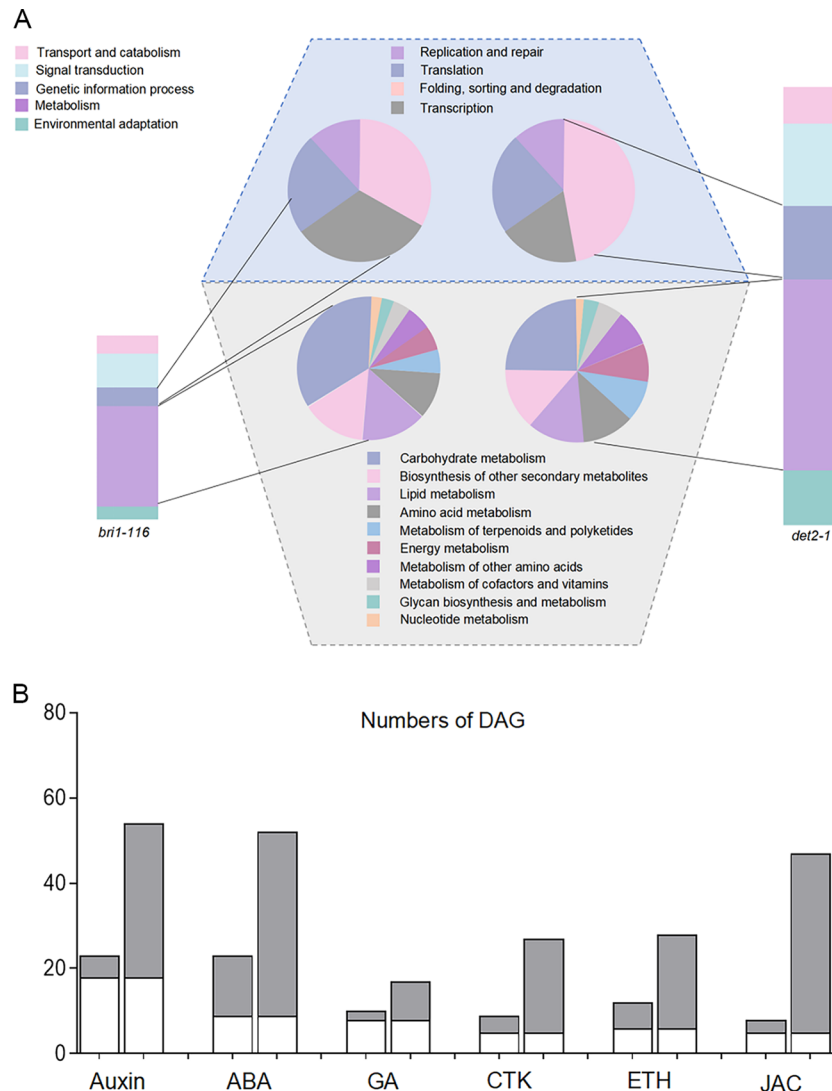 A
Transport and catabolism
Signal transduction
Genetic information process
Metabolism
Environmental adaptation
Replication and repair
Translation
Folding, sorting and degradation
Transcription
bri1-116
det2-1
Carbohydrate metabolism
Biosynthesis of other secondary metabolites
Lipid metabolism
Amino acid metabolism
Metabolism of terpenoids and polyketides
Energy metabolism
Metabolism of other amino acids
Metabolism of cofactors and vitamins
Glycan biosynthesis and metabolism
Nucleotide metabolism
B
Numbers of DAG
80
60
40
20
0
Auxin ABA GA CTK ETH JAC